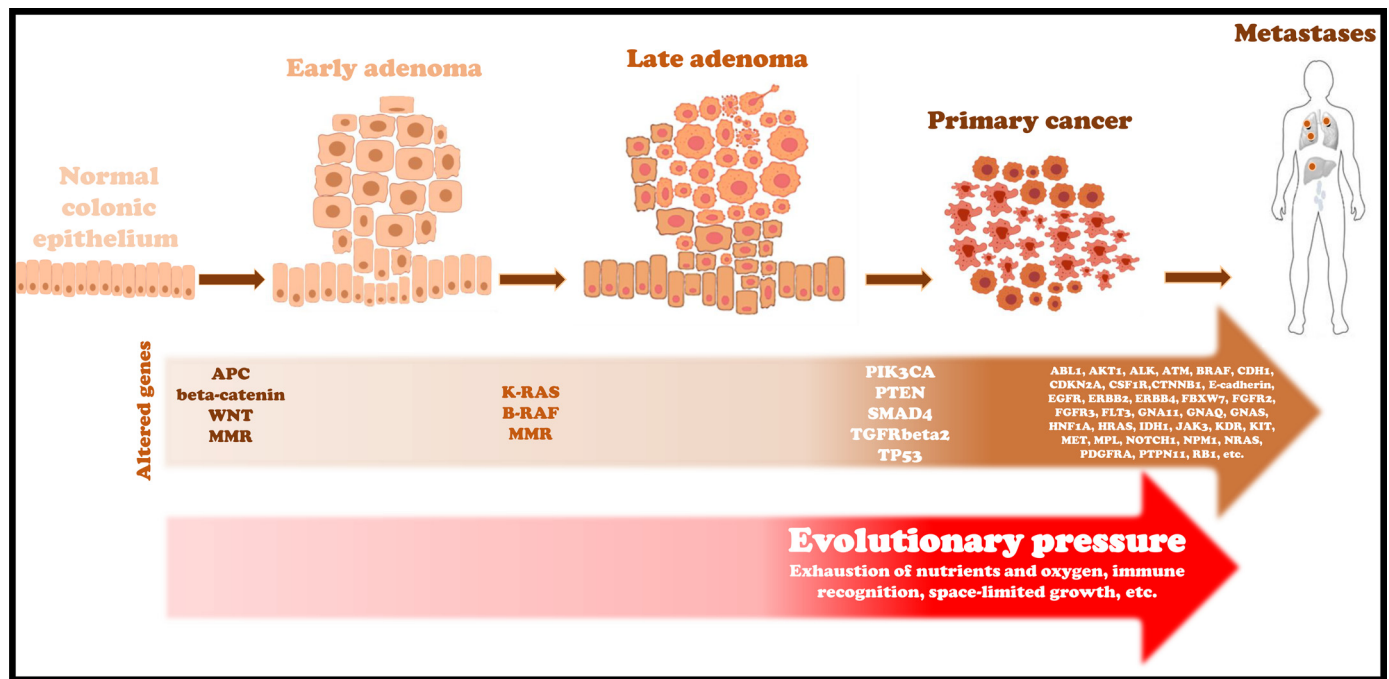 Metastases
Early adenoma
Late adenoma
Primary cancer
Normal
colonic
epithelium
Altered genes
APC
beta-catenin
WNT
MMR
K-RAS
B-RAF
MMR
PIK3CA
PTEN
SMAD4
TGFRbeta2
TP53
ABL1, AKT1, ALK, ATM, BRAF, CDH1,
CDKN2A, CSF1R,CTNNB1, E-cadherin,
EGFR, ERBB2, ERBB4, FBXW7, FGFR2,
FGFR3, FLT3, GNA11, GNAQ, GNAS,
HNF1A, HRAS, IDH1, JAK3, KDR, KIT,
MET, MPL, NOTCH1, NPM1, NRAS,
PDGFRA, PTPN11, RB1, etc.
Evolutionary pressure
Exhaustion of nutrients and oxygen, immune
recognition, space-limited growth, etc.